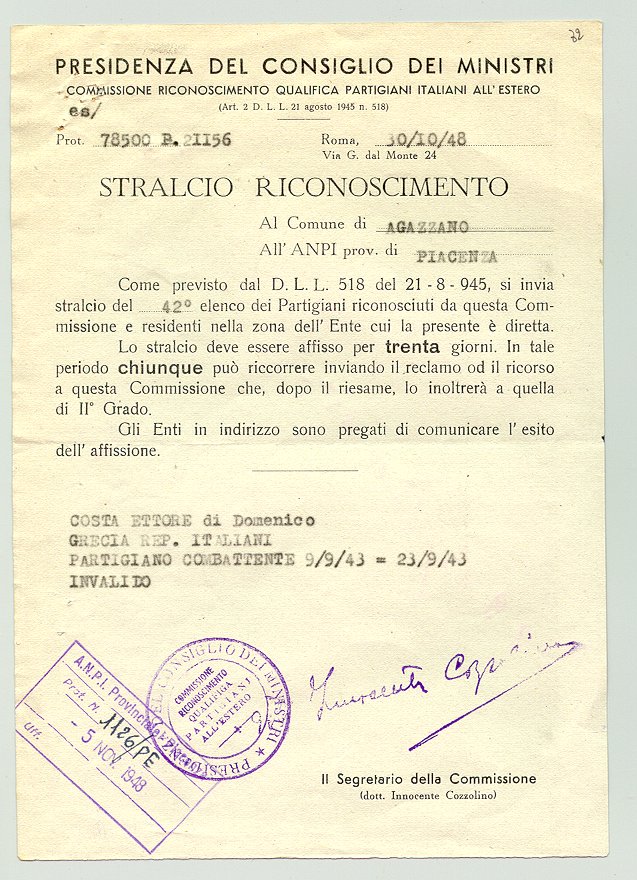 32
PRESIDENZA DEL CONSIGLIO DEI MINISTRI
COMMISSIONE RICONOSCIMENTO QUALIFICA PARTIGIANI ITALIANI ALL'ESTERO
(Art. 2 D. L. L. 21 agosto 1945 n. 518)
es/
Prot. 78500 B. 21156 Roma, 30/10/48
Via G. dal Monte 24
STRALCIO RICONOSCIMENTO
Al Comune di AGAZZANO
All'ANPI prov. di PIACENZA
Come previsto dal D. L. L. 518 del 21-8-945, si invia
stralcio del 42° elenco dei Partigiani riconosciuti da questa Com-
missione e residenti nella zona dell'Ente cui la presente è diretta.
Lo stralcio deve essere affisso per trenta giorni. In tale
periodo chiunque può riccorrere inviando il reclamo od il ricorso
a questa Commissione che, dopo il riesame, lo inoltrerà a quella
di II° Grado.
Gli Enti in indirizzo sono pregati di comunicare l'esito
dell'affissione.
COSTA ETTORE di Domenico
GRECIA REP. ITALIANI
PARTIGIANO COMBATTENTE 9/9/43 = 23/9/43
INVALIDO
A.N.P.I. Provinciale
Prot. N. 1126/PE
Uff.
- 5 NOV 1948
PRESIDENZA DEL CONSIGLIO DEI MINISTRI
COMMISSIONE
RICONOSCIMENTO
QUALIFICA
PARTIGIANI
ALL'ESTERO
Innocente Cozzolino
Il Segretario della Commissione
(dott. Innocente Cozzolino)